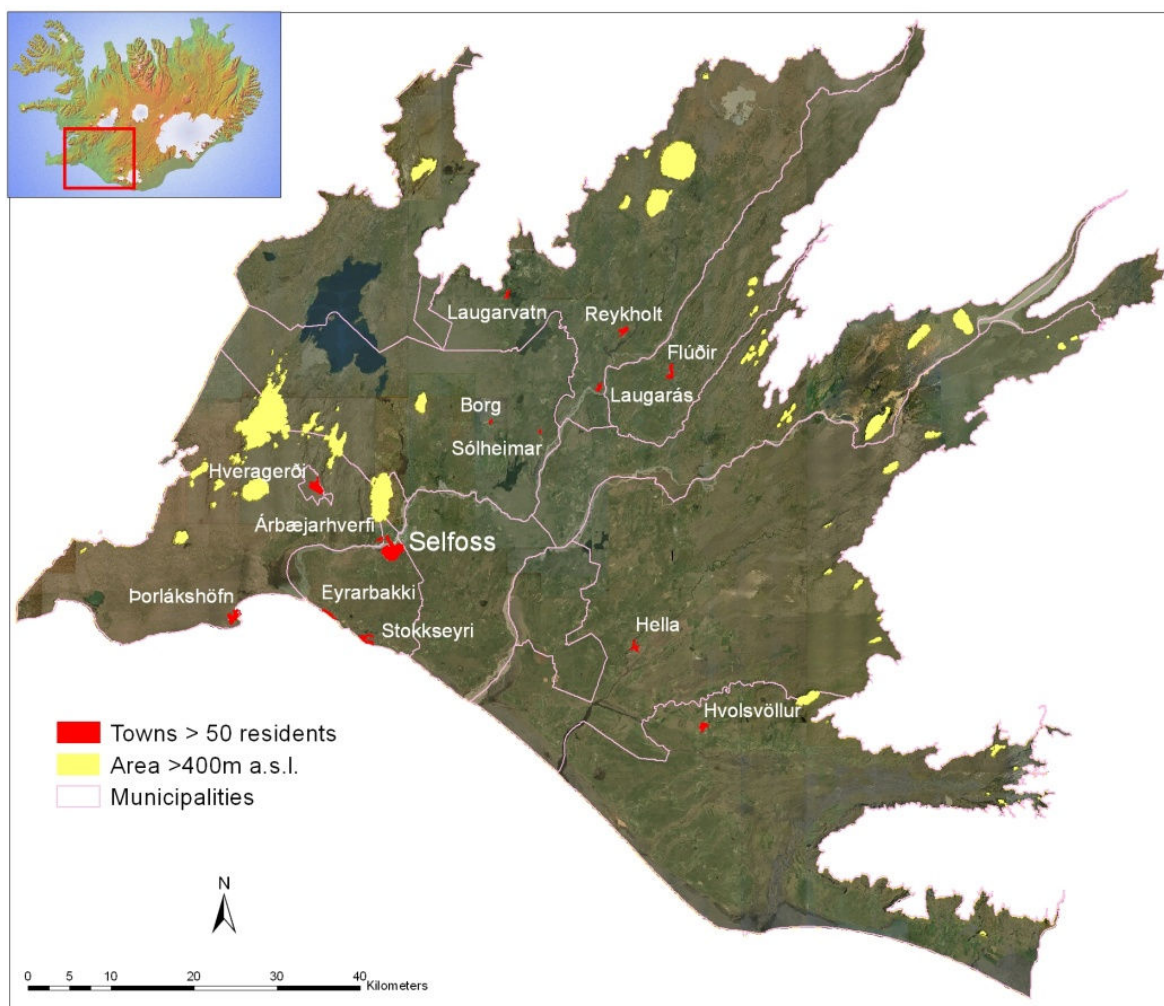 Laugarvatn
Reykholt
Flúðir
Laugarás
Borg
Sólheimar
Hveragerði
Árbæjarhverfi
Selfoss
Þorlákshöfn
Eyrarbakki
Stokkseyri
Hella
Hvolsvöllur
Towns > 50 residents
Area >400m a.s.l.
Municipalities
N
0 5 10 20 30 40
Kilometers